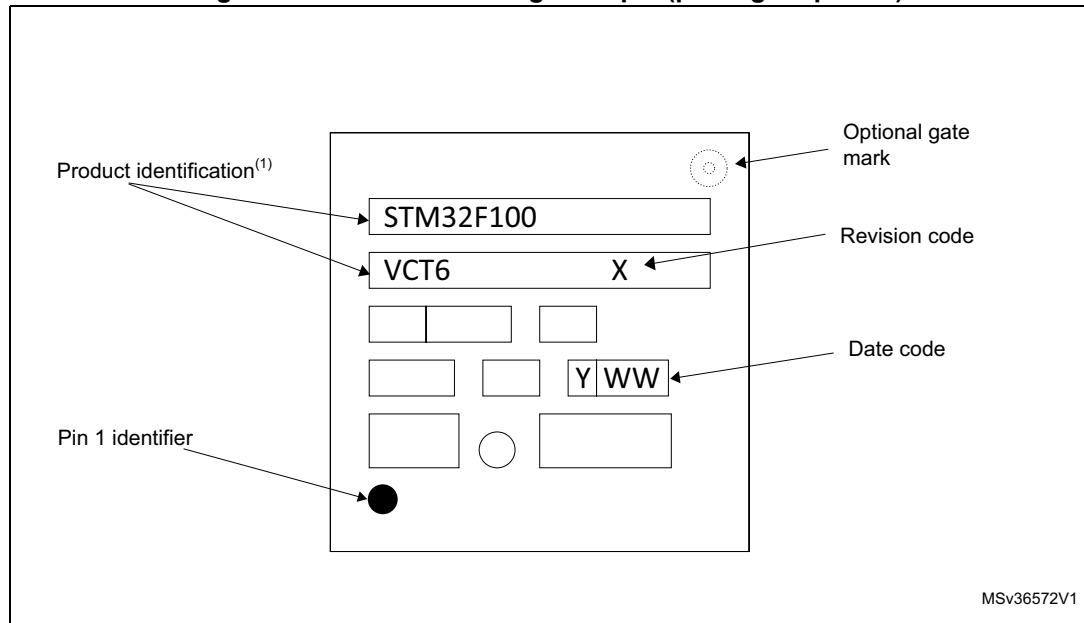 Optional gate
mark
Product identification(1)
STM32F100
Revision code
VCT6 X
Date code
Y WW
Pin 1 identifier
MSv36572V1